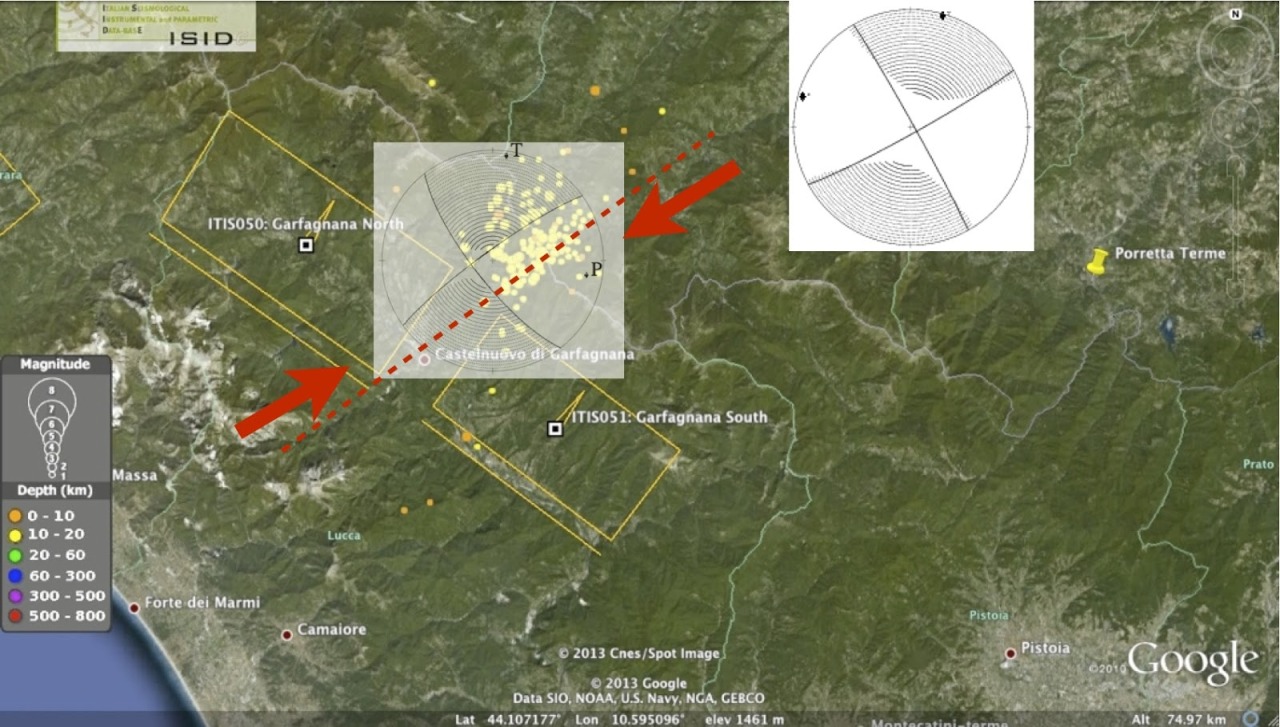 ITALIAN SEISMOLOGICAL
INSTRUMENTAL and PARAMETRIC
DATA-BASE
ISID
N
T
rara
ITIS050: Garfagnana North
Porretta Terme
P
Castelnuovo di Garfagnana
Magnitude
8
7
6
5
4
3
2
1
ITIS051: Garfagnana South
Prato
Massa
Depth (km)
0 - 10
10 - 20
20 - 60
60 - 300
300 - 500
500 - 800
Lucca
Forte dei Marmi
Camaiore
Pistoia
Pistoia
© 2013 Cnes/Spot Image
Google
© 2013 Google
Data SIO, NOAA, U.S. Navy, NGA, GEBCO
Lat 44.107177° Lon 10.595096° elev 1461 m
Montecatini-terme
Alt 74.97 km